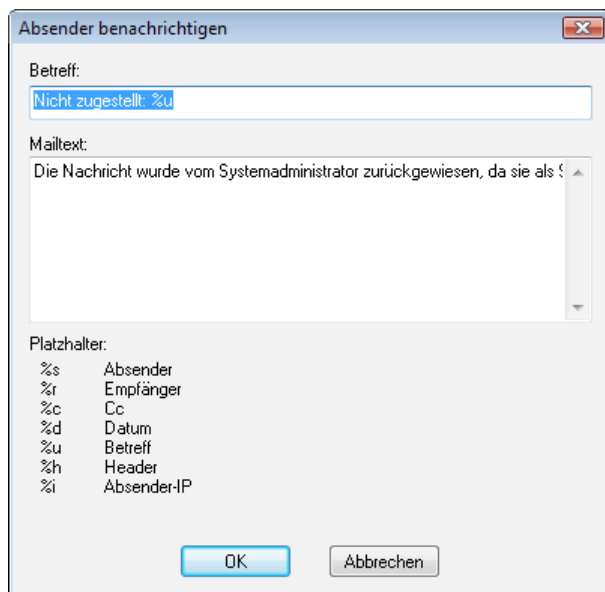 Absender benachrichtigen
Betreff:
Nicht zugestellt: %u
Mailtext:
Die Nachricht wurde vom Systemadministrator zurückgewiesen, da sie als
Platzhalter:
%s Absender
%r Empfänger
%c Cc
%d Datum
%u Betreff
%h Header
%i Absender-IP
OK Abbrechen